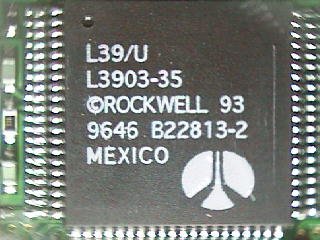 L39/U
L3903-35
©ROCKWELL 93
9646 B22813-2
MEXICO